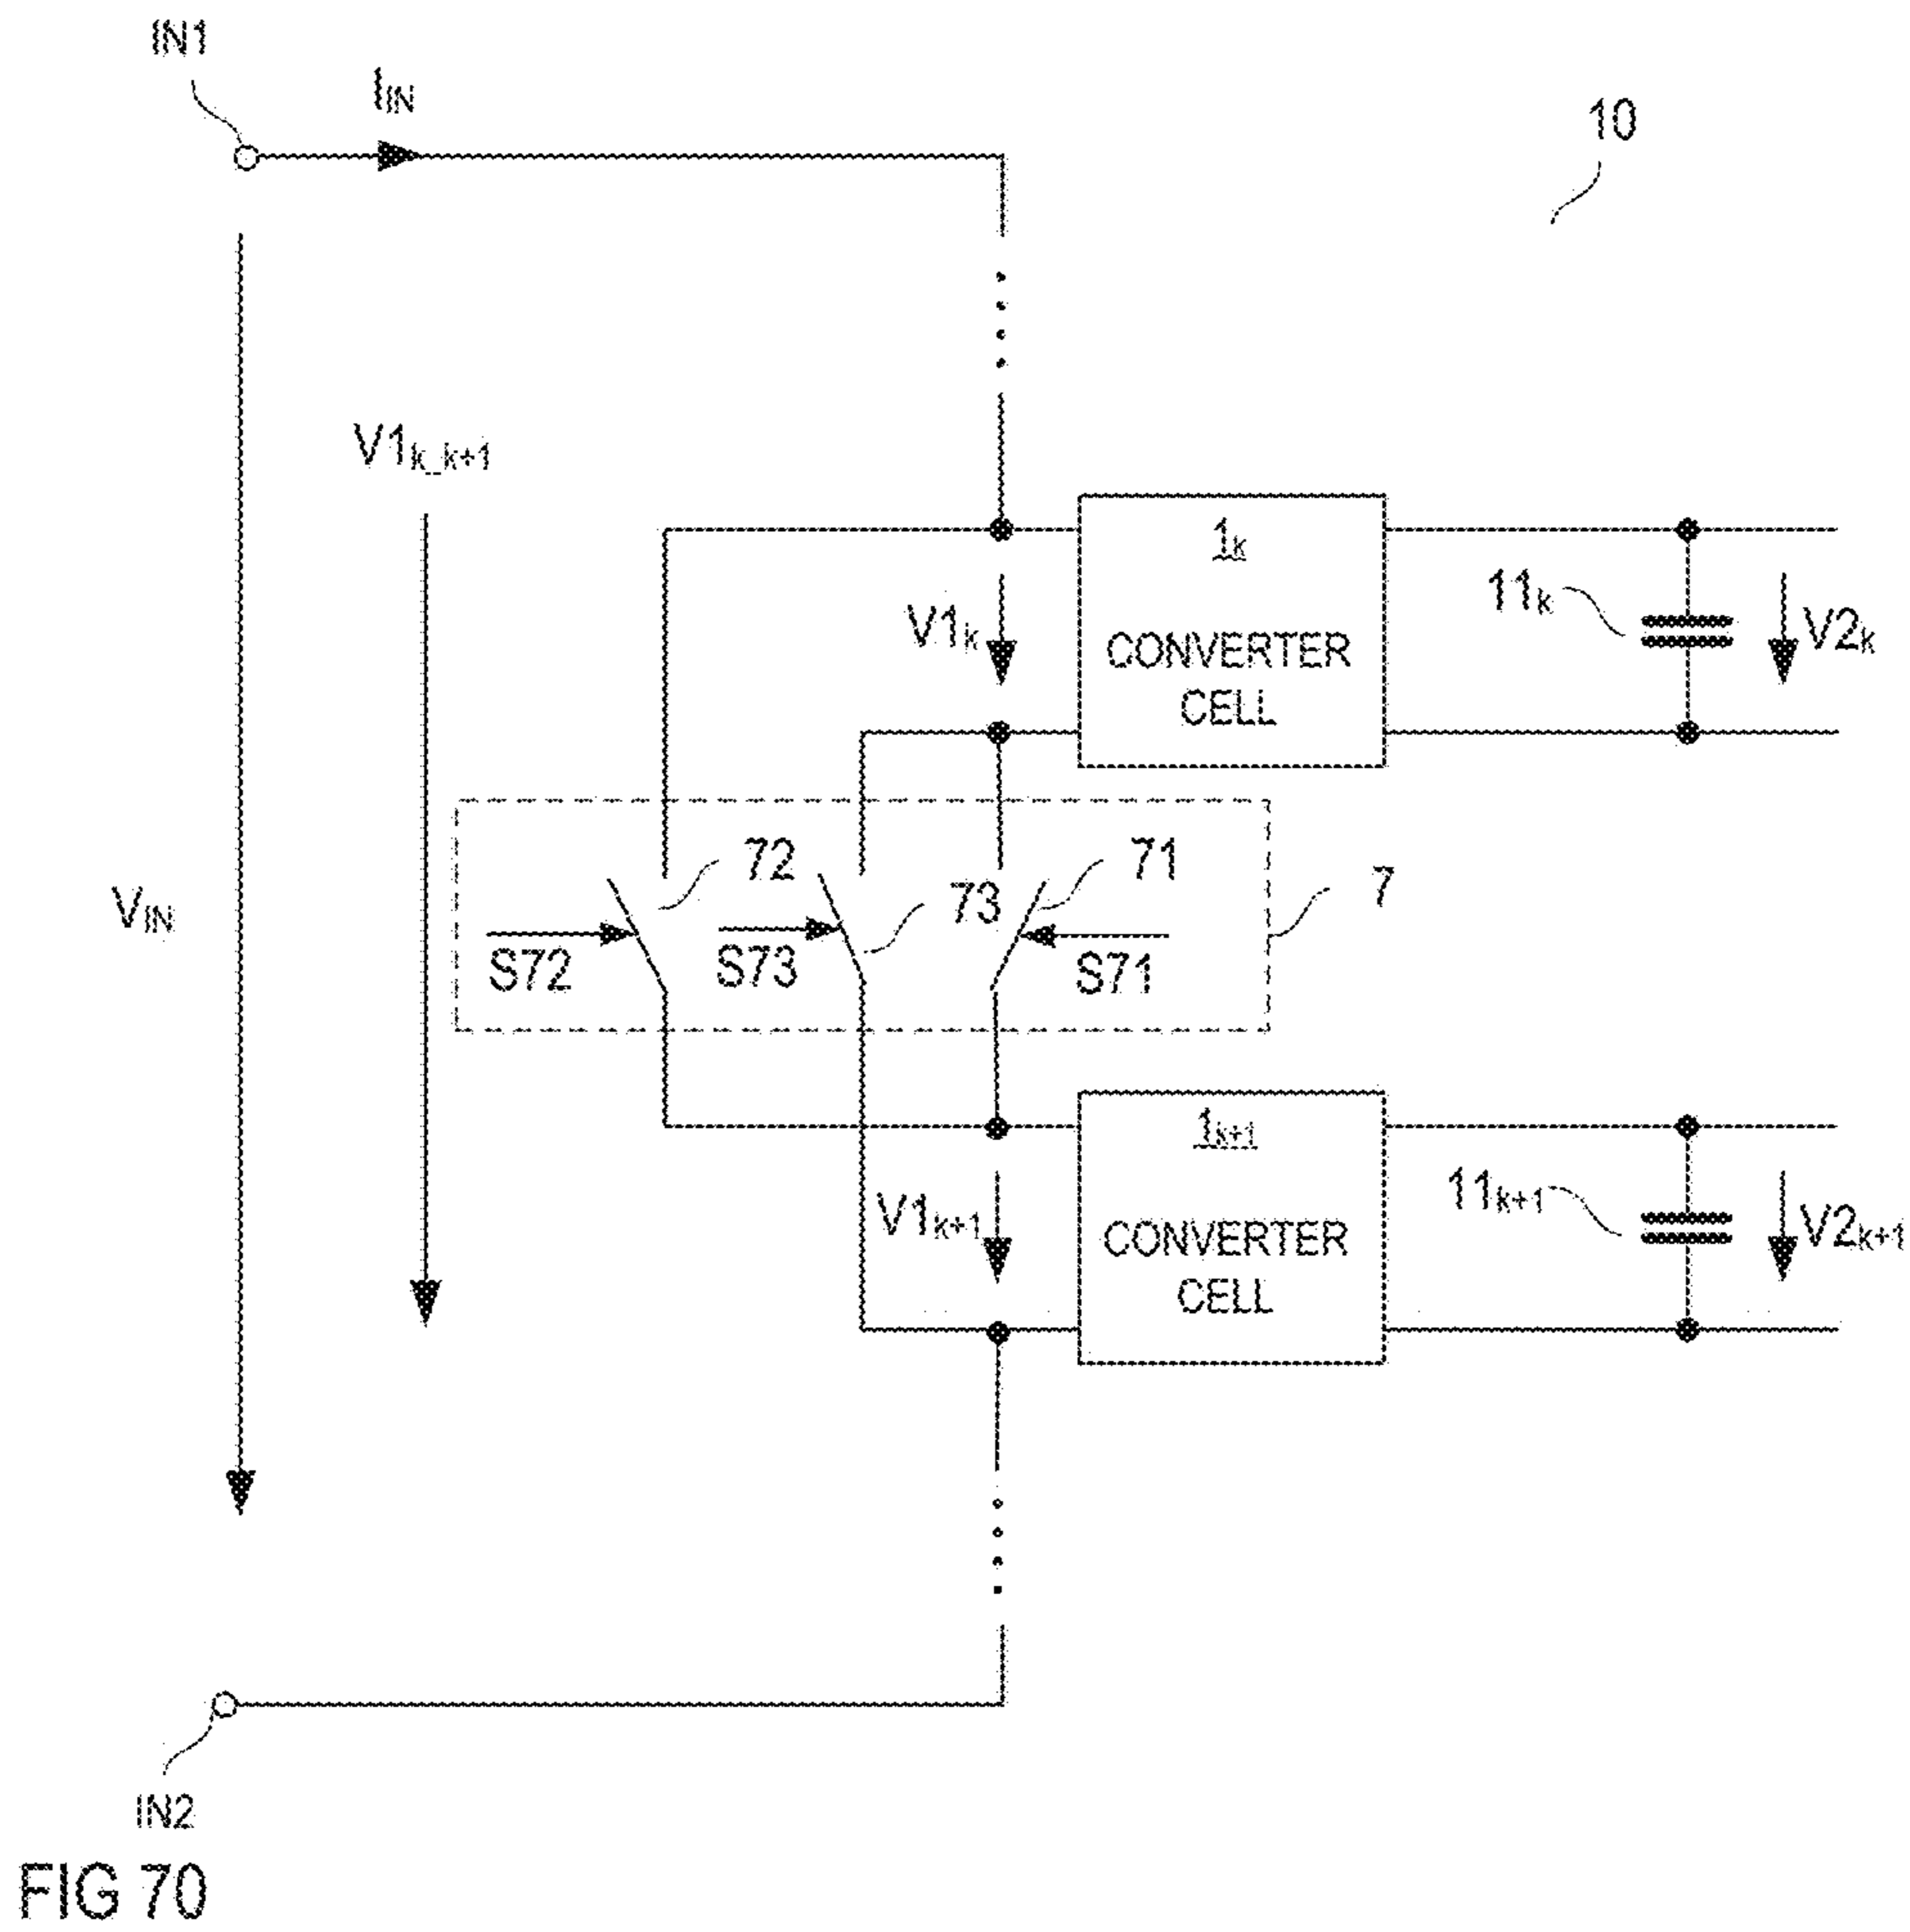 IN1
IIN
10
V1k_k+1
1k
11k
V1k
V2k
CONVERTER
CELL
72
71
73
7
VIN
S72
S73
S71
1k+1
11k+1
V1k+1
V2k+1
CONVERTER
CELL
IN2
FIG 70